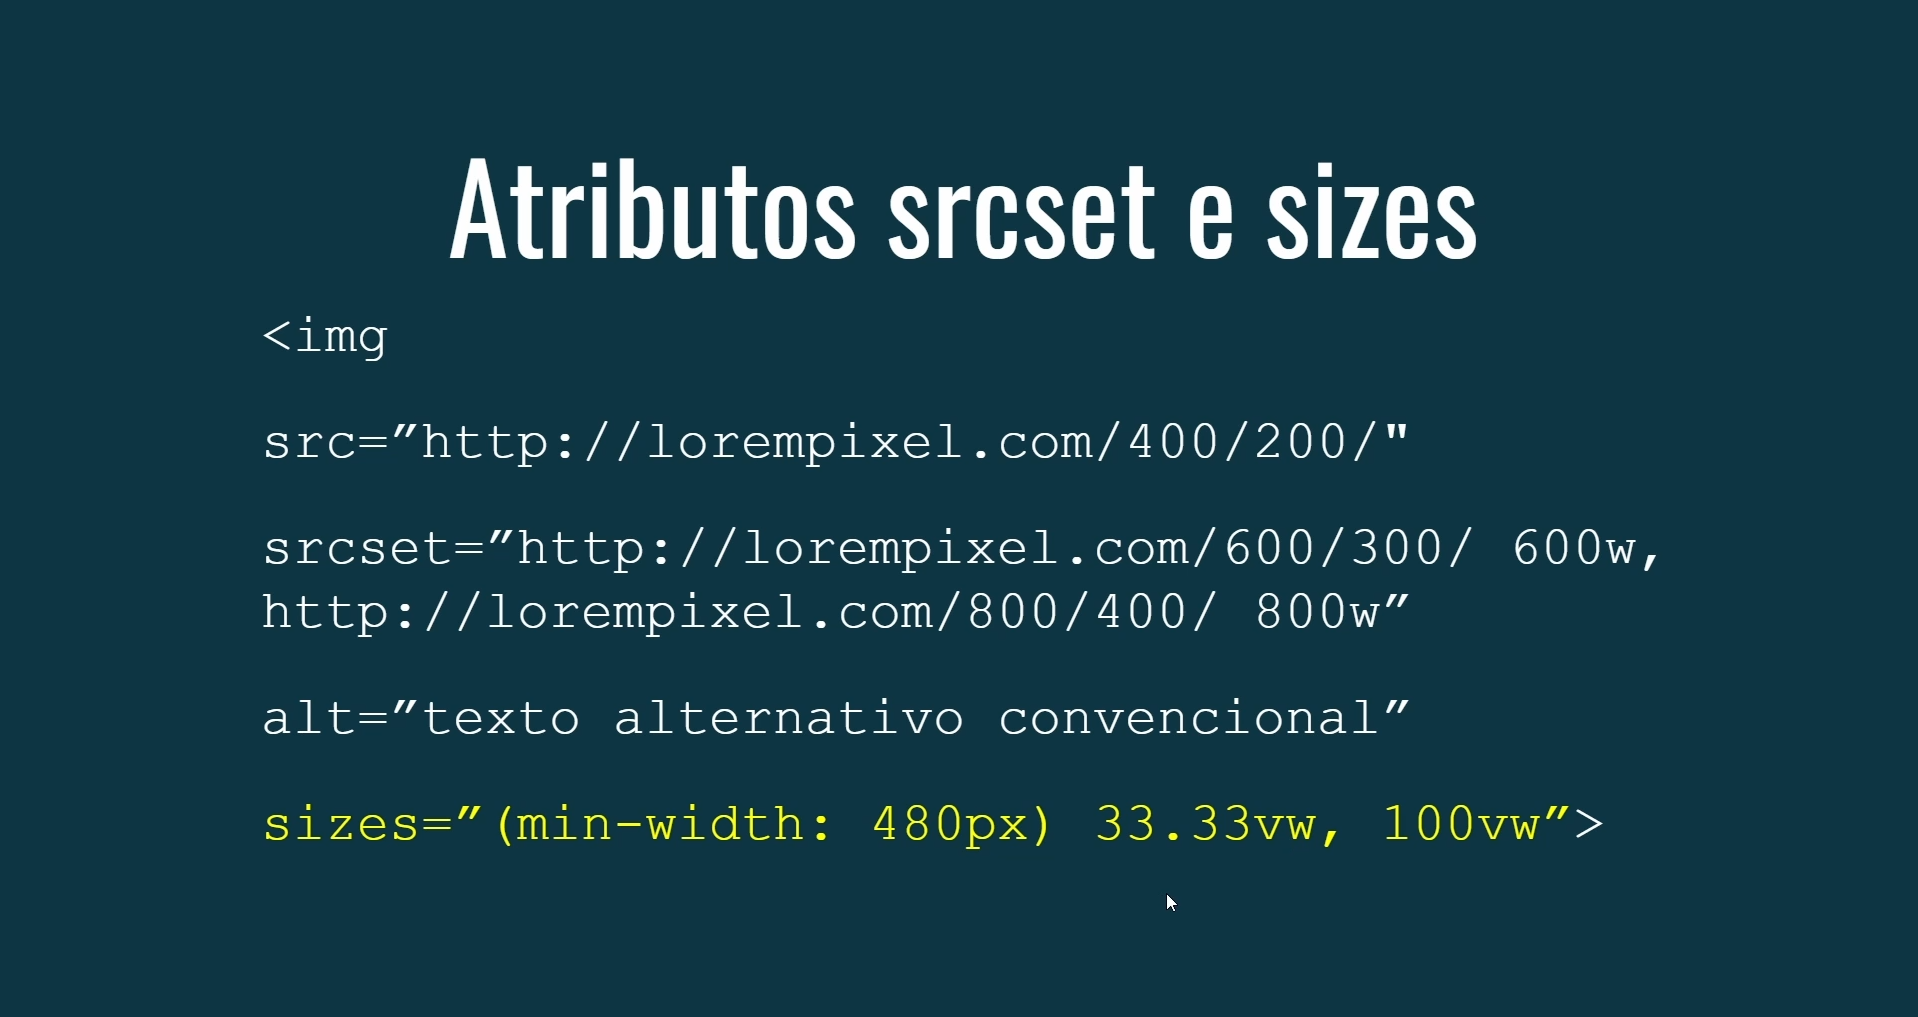 Atributos srcset e sizes
<img
src=”http://lorempixel.com/400/200/"
srcset=”http://lorempixel.com/600/300/ 600w,
http://lorempixel.com/800/400/ 800w”
alt=”texto alternativo convencional”
sizes=”(min-width: 480px) 33.33vw, 100vw”>